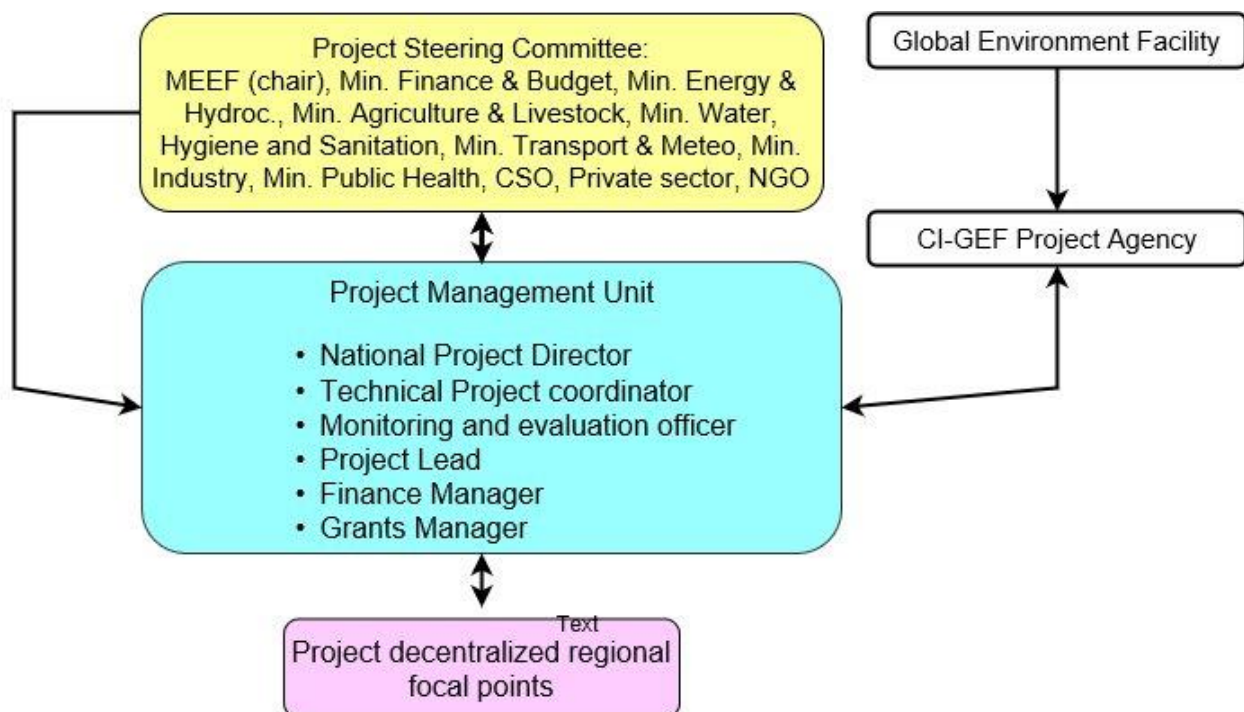 Project Steering Committee:
MEEF (chair), Min. Finance & Budget, Min. Energy &
Hydroc., Min. Agriculture & Livestock, Min. Water,
Hygiene and Sanitation, Min. Transport & Meteo, Min.
Industry, Min. Public Health, CSO, Private sector, NGO
Global Environment Facility
CI-GEF Project Agency
Project Management Unit
• National Project Director
• Technical Project coordinator
• Monitoring and evaluation officer
• Project Lead
• Finance Manager
• Grants Manager
Text
Project decentralized regional
focal points